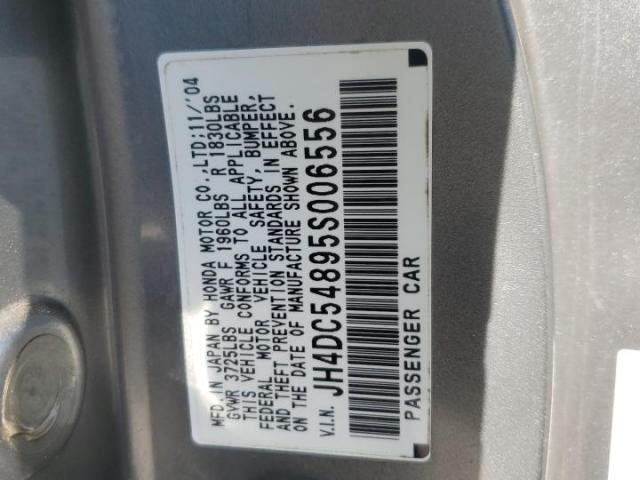 MFD. IN JAPAN BY HONDA MOTOR CO.,LTD;11/'04
GVWR 3725LBS GAWR F 1960LBS R 1830LBS
THIS VEHICLE CONFORMS TO ALL APPLICABLE
FEDERAL MOTOR VEHICLE SAFETY, BUMPER,
AND THEFT PREVENTION STANDARDS IN EFFECT
ON THE DATE OF MANUFACTURE SHOWN ABOVE.
V.I.N. JH4DC54895S006556
PASSENGER CAR